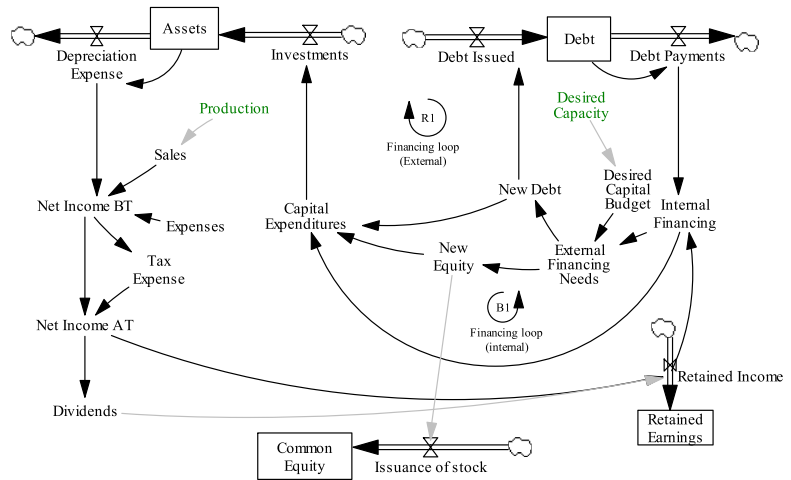 Assets
Debt
Depreciation
Expense
Investments
Debt Issued
Debt Payments
Production
Desired
Capacity
R1
Financing loop
(External)
Sales
Desired
Capital
Budget
New Debt
Net Income BT
Capital
Expenditures
Internal
Financing
Expenses
New
Equity
External
Financing
Needs
Tax
Expense
B1
Financing loop
(internal)
Net Income AT
Retained Income
Dividends
Retained
Earnings
Common
Equity
Issuance of stock